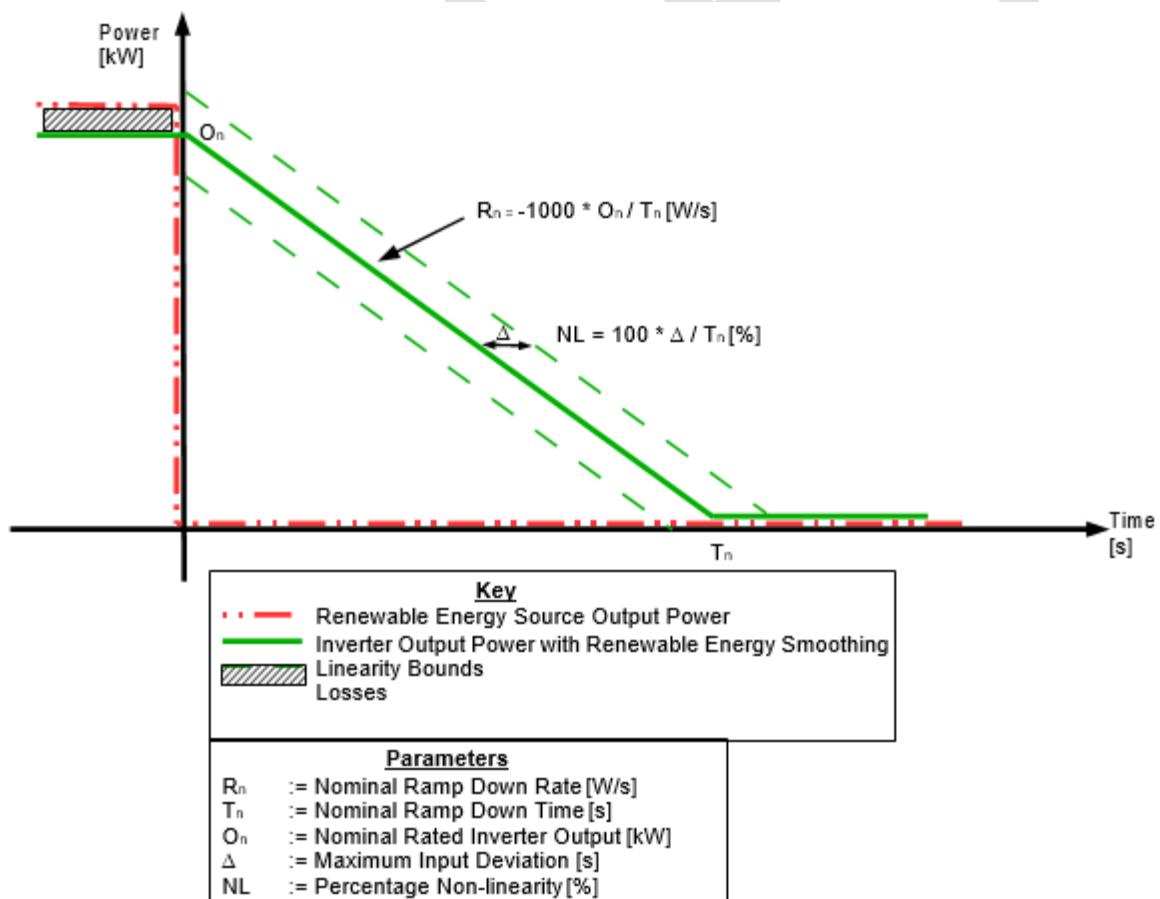 Power
[kW]
Oₙ
Rₙ = -1000 * Oₙ / Tₙ [W/s]
Δ
NL = 100 * Δ / Tₙ [%]
Time
[s]
Tₙ
Key
Renewable Energy Source Output Power
Inverter Output Power with Renewable Energy Smoothing
Linearity Bounds
Losses
Parameters
Rₙ := Nominal Ramp Down Rate [W/s]
Tₙ := Nominal Ramp Down Time [s]
Oₙ := Nominal Rated Inverter Output [kW]
Δ := Maximum Input Deviation [s]
NL := Percentage Non-linearity [%]